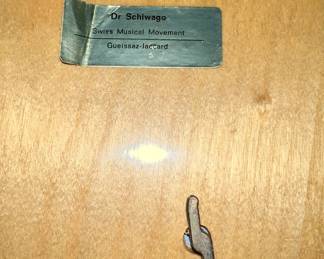 Dr Schiwago
Swiss Musical Movement
Gueissaz-Jaccard